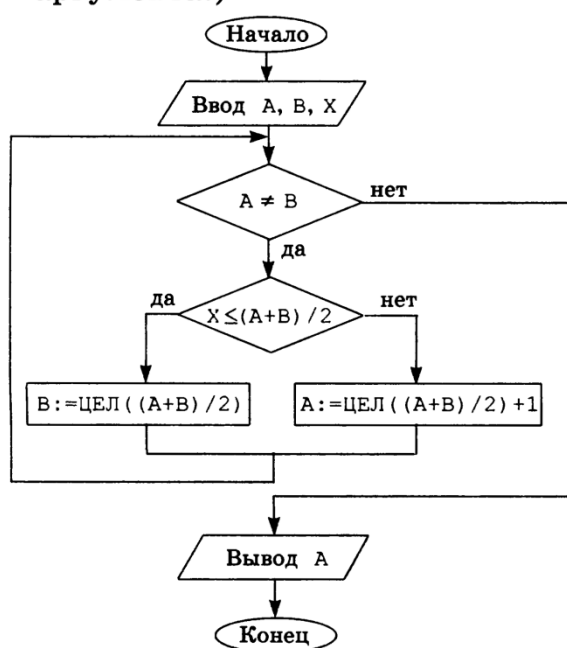 Начало
Ввод A, B, X
A ≠ B
нет
да
да
X≤(A+B)/2
нет
B:=ЦЕЛ((A+B)/2)
A:=ЦЕЛ((A+B)/2)+1
Вывод A
Конец